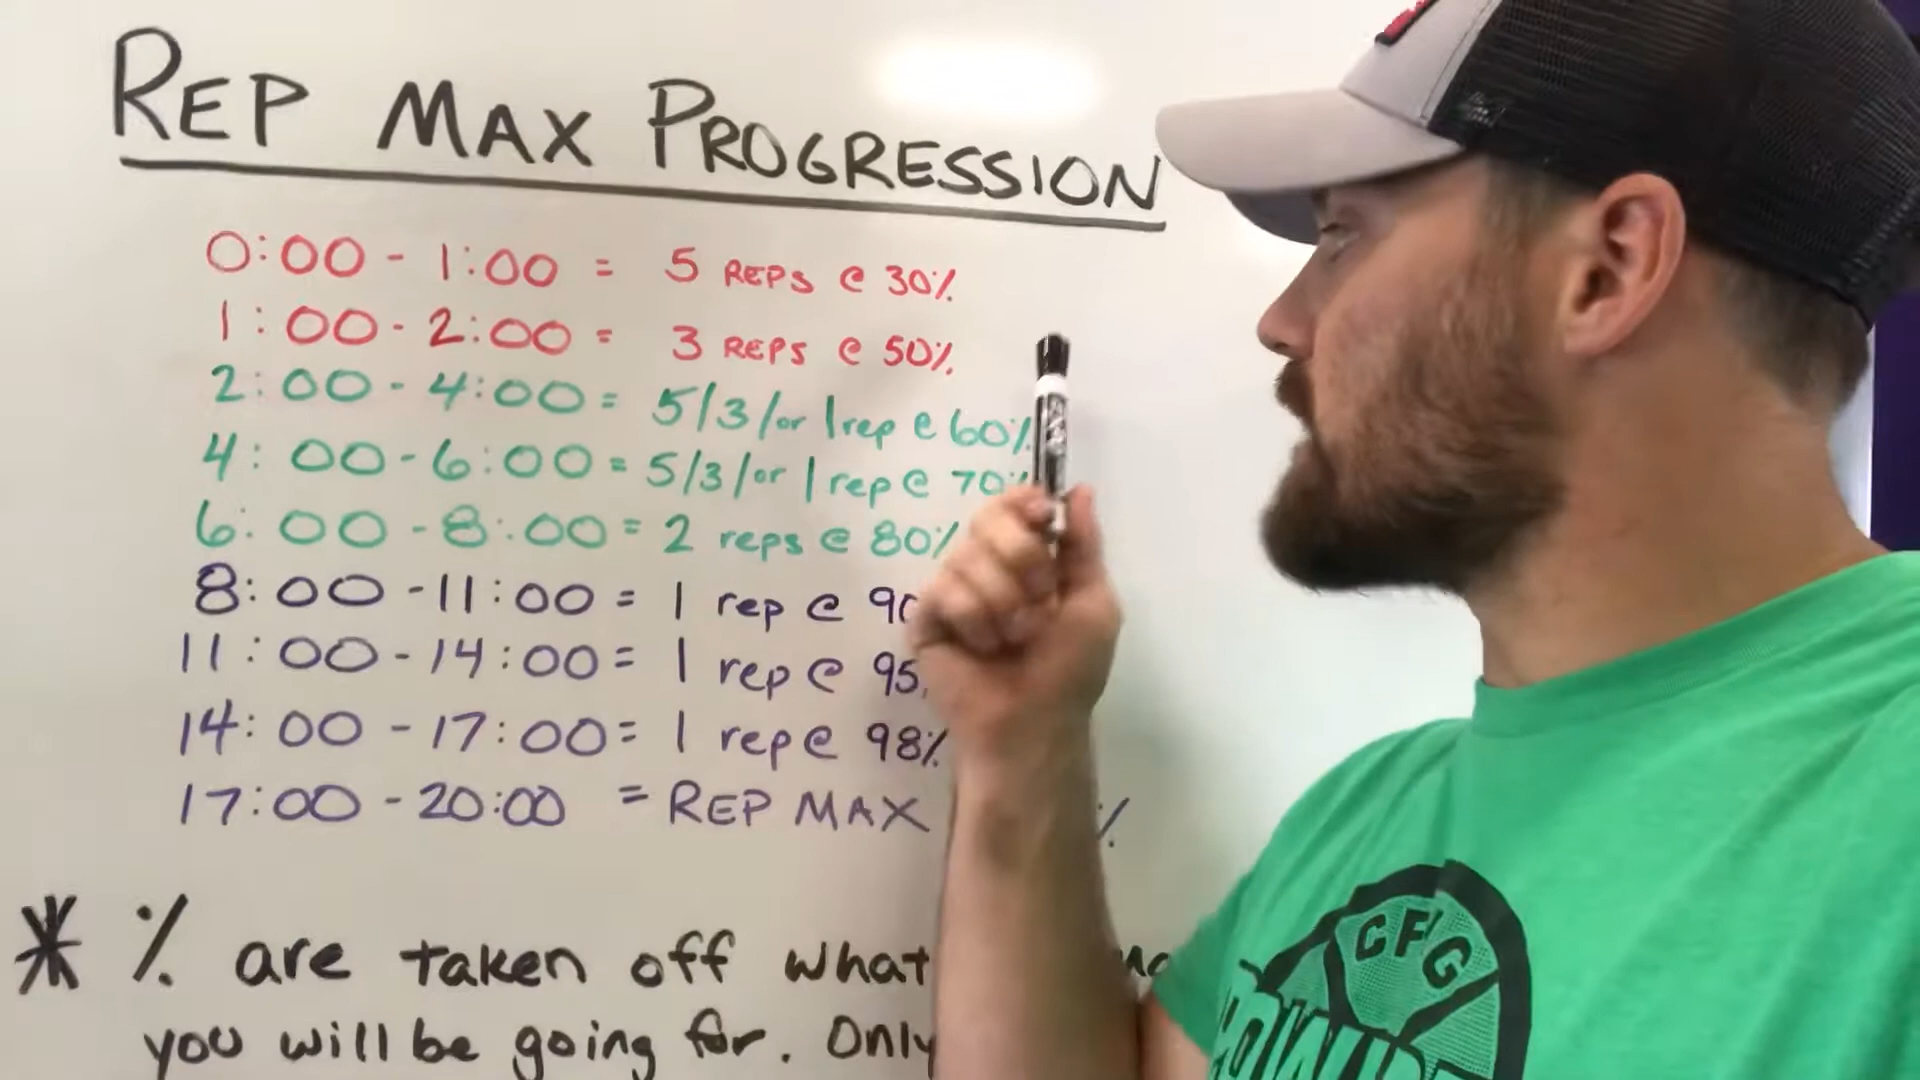 REP MAX PROGRESSION
0:00 - 1:00 = 5 REPS @ 30%
1:00 - 2:00 = 3 REPS @ 50%
2:00 - 4:00 = 5/3/or 1rep @ 60%
4:00 - 6:00 = 5/3/or 1 rep @ 70%
6:00 - 8:00 = 2 reps @ 80%
8:00 - 11:00 = 1 rep @ 90
11:00 - 14:00 = 1 rep @ 95
14:00 - 17:00 = 1 rep @ 98%
17:00 - 20:00 = REP MAX %
* % are taken off what
you will be going for. Only
CFG